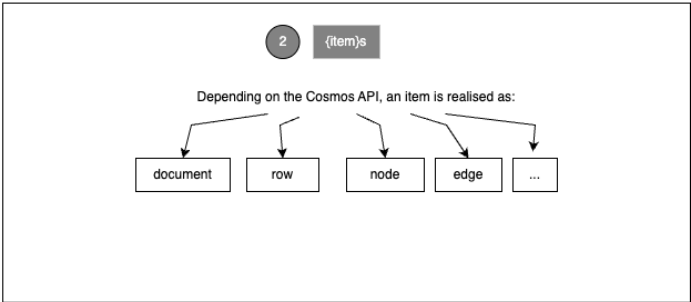 2 {item}s
Depending on the Cosmos API, an item is realised as:
document row node edge ...